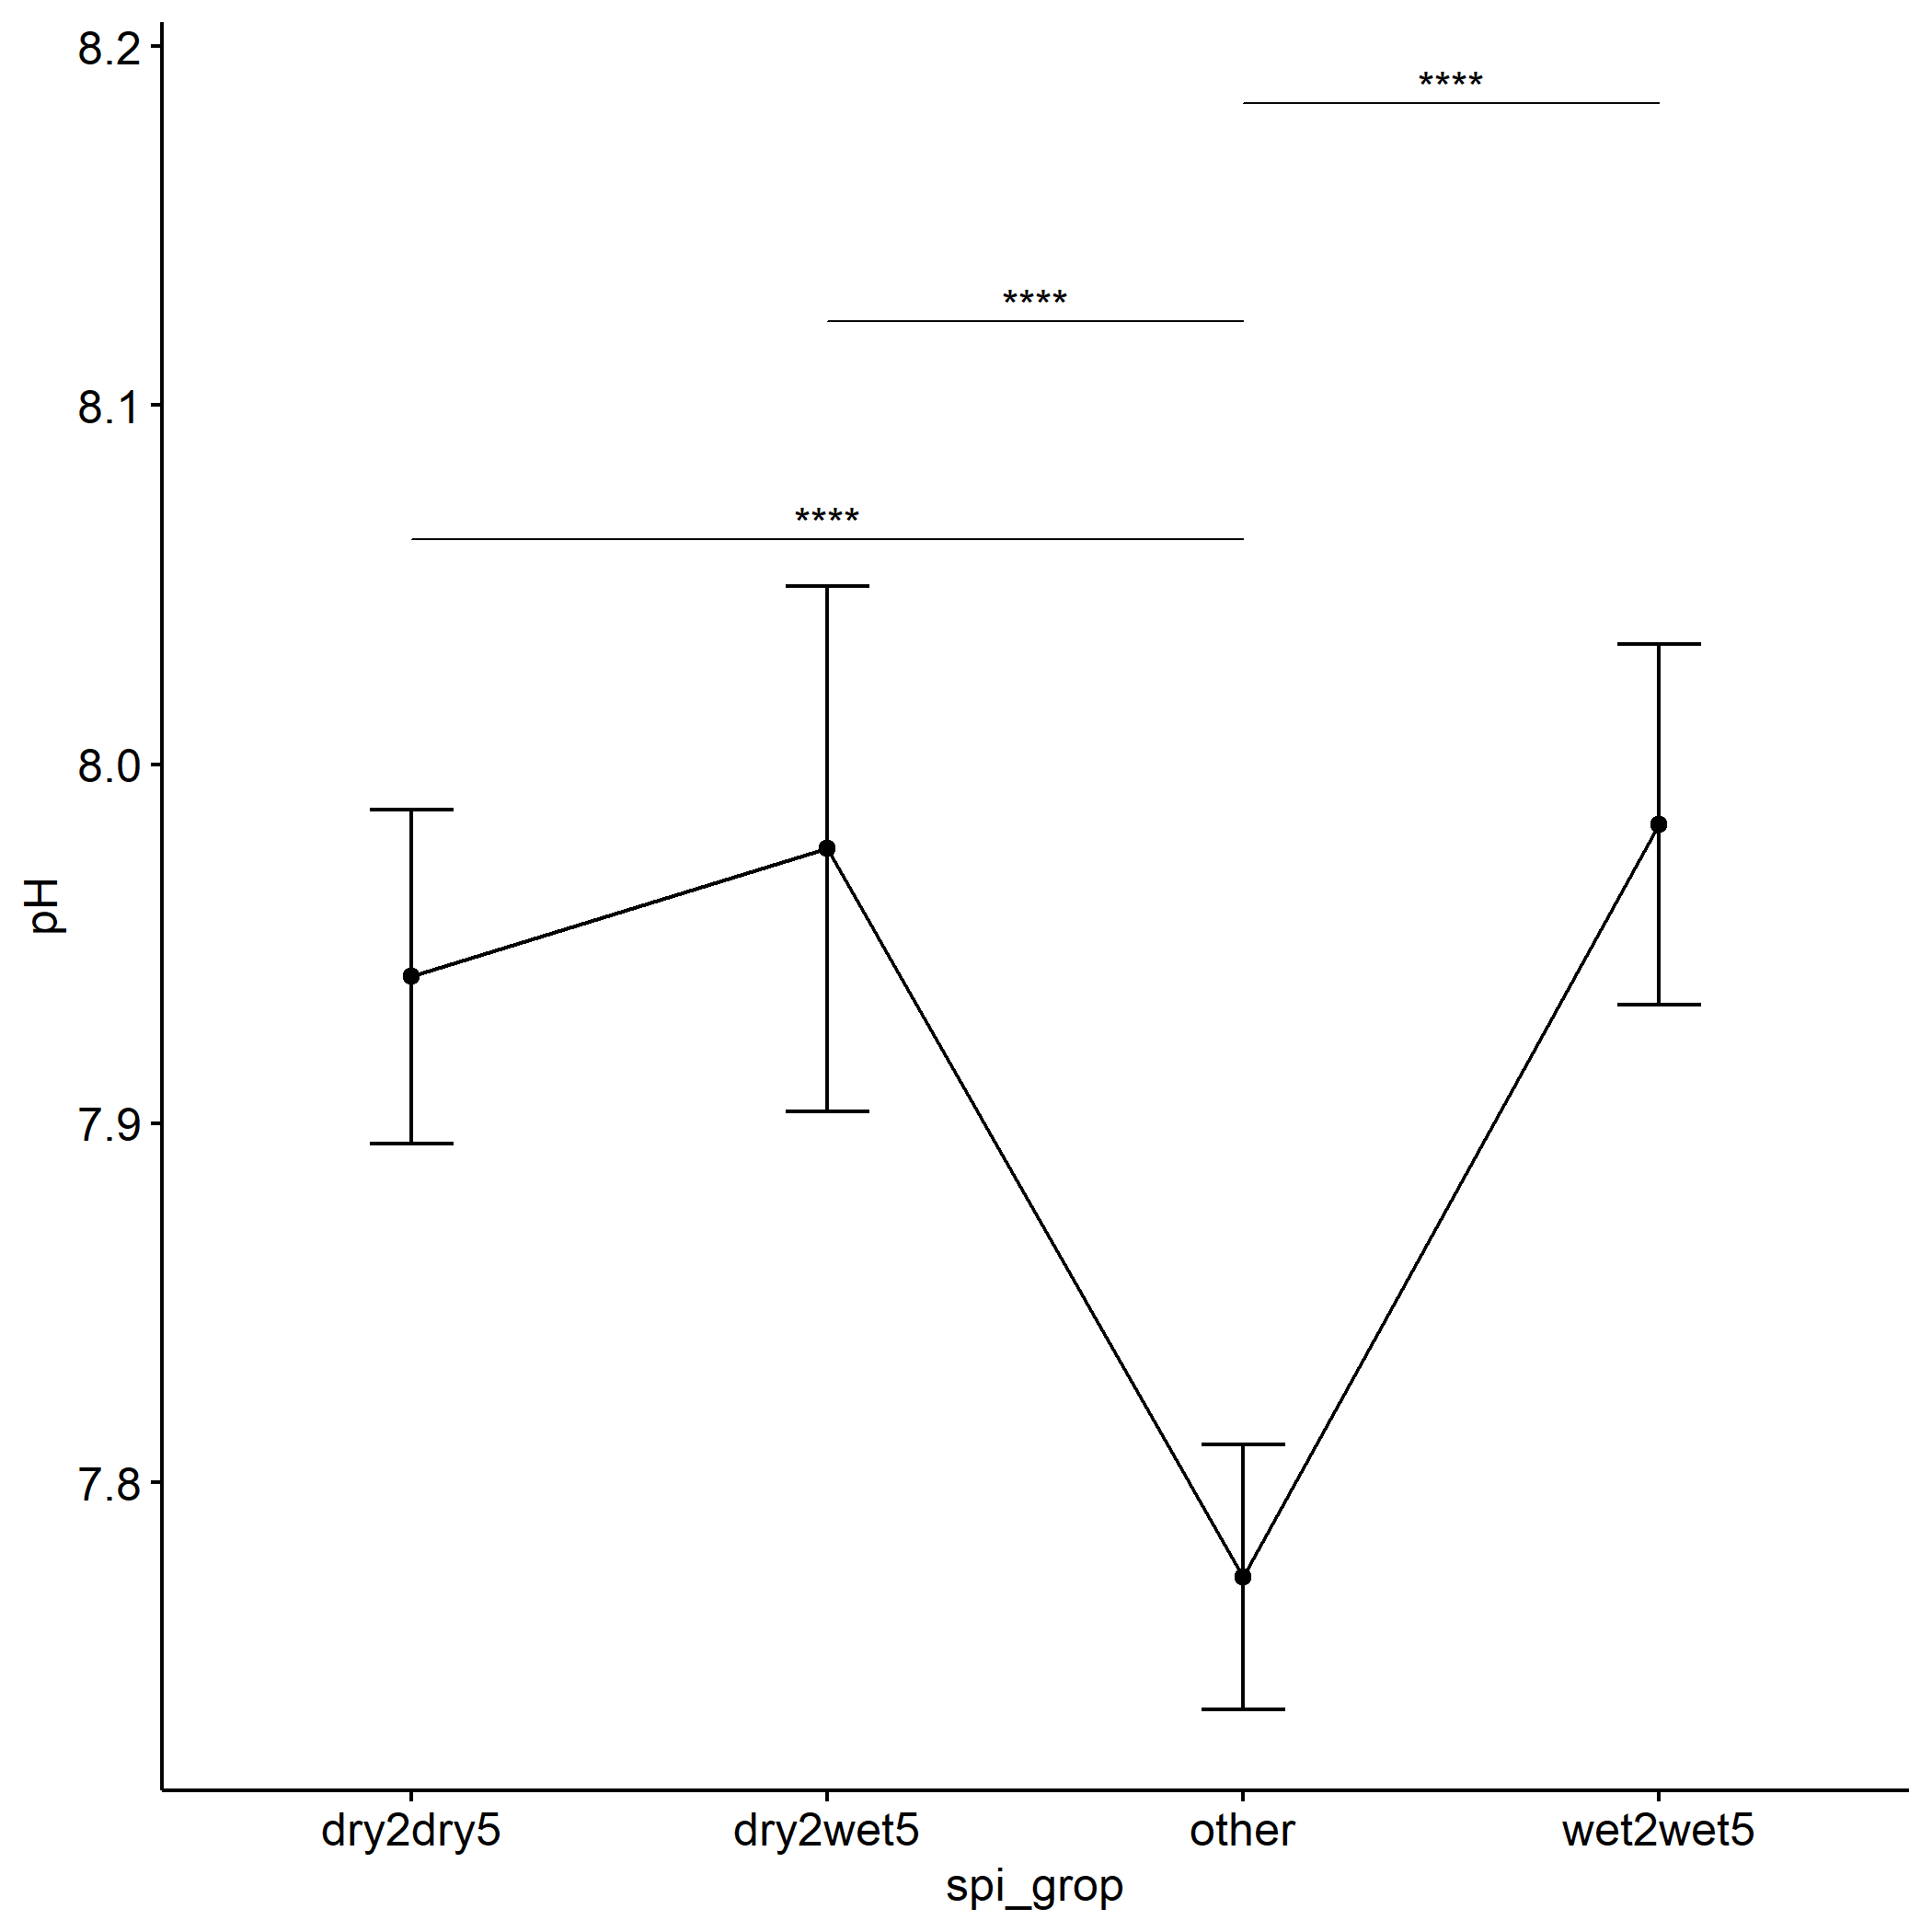 8.2
****
****
8.1
****
8.0
pH
7.9
7.8
dry2dry5 dry2wet5 other wet2wet5
spi_grop